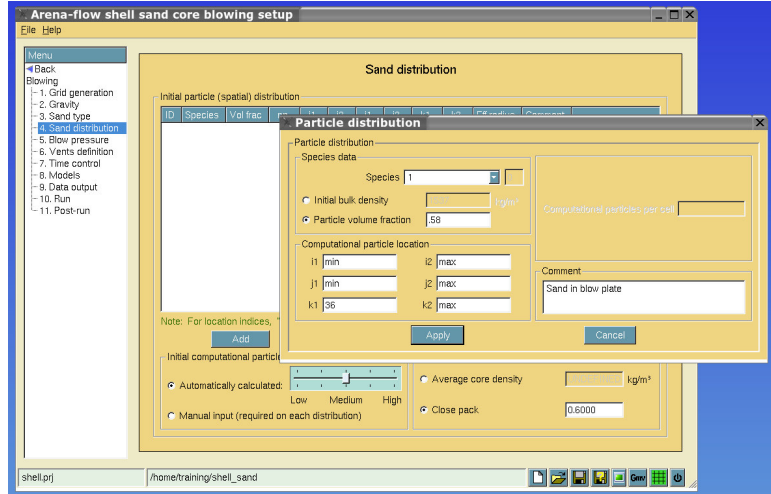 Arena-flow shell sand core blowing setup
File Help
Menu
Back
Blowing
1. Grid generation
2. Gravity
3. Sand type
4. Sand distribution
5. Blow pressure
6. Vents definition
7. Time control
8. Models
9. Data output
10. Run
11. Post-run
Sand distribution
Initial particle (spatial) distribution
ID Species Vol frac
Particle distribution
Particle distribution
Species data
Species 1
Initial bulk density kg/m³
Particle volume fraction .58
Computational particles per cell
Computational particle location
i1 min i2 max
j1 min j2 max
k1 36 k2 max
Comment
Sand in blow plate
Apply Cancel
Note: For location indices, "
Add
Initial computational particle
Automatically calculated:
Low Medium High
Manual input (required on each distribution)
Average core density kg/m³
Close pack 0.6000
shell.prj /home/training/shell_sand
Gmv